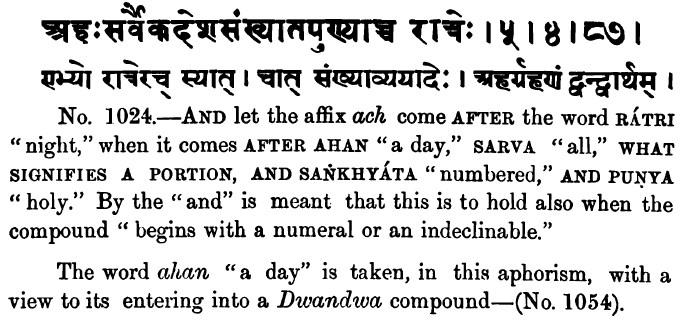 अहः सर्वैकदेशसंख्यातपुण्याच्च रात्रेः । ५ । ४ । ८७ ।
एभ्यो रात्रेरच् स्यात् । चात् संख्याव्ययादेः । अहर्ग्रहणं द्वन्द्वार्थम् ।
No. 1024.—AND let the affix ach come AFTER the word RÁTRI
“night,” when it comes AFTER AHAN “a day,” SARVA “all,” WHAT
SIGNIFIES A PORTION, AND SAṄKHYÁTA “numbered,” AND PUṆYA
“holy.” By the “and” is meant that this is to hold also when the
compound “begins with a numeral or an indeclinable.”
The word ahan “a day” is taken, in this aphorism, with a
view to its entering into a Dwandwa compound—(No. 1054).